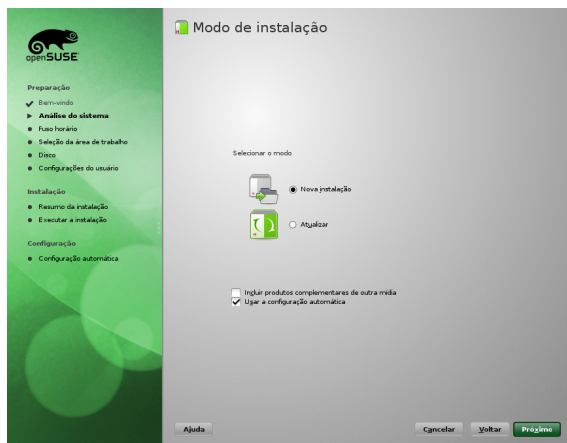 openSUSE
Preparação
Bem-vindo
Análise do sistema
Fuso horário
Seleção da área de trabalho
Disco
Configurações do usuário
Instalação
Resumo da instalação
Executar a instalação
Configuração
Configuração automática
Modo de instalação
Selecionar o modo
Nova instalação
Atualizar
Incluir produtos complementares de outra mídia
Usar a configuração automática
Ajuda
Cancelar
Voltar
Próximo